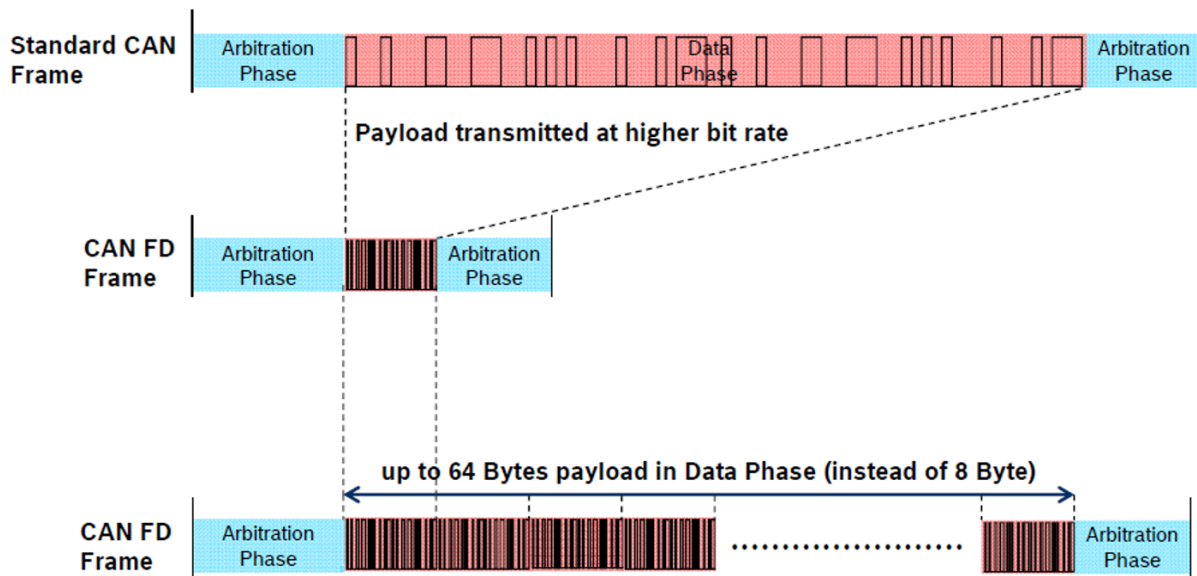 Standard CAN
Frame
Arbitration
Phase
Data
Phase
Arbitration
Phase
Payload transmitted at higher bit rate
CAN FD
Frame
Arbitration
Phase
Arbitration
Phase
up to 64 Bytes payload in Data Phase (instead of 8 Byte)
CAN FD
Frame
Arbitration
Phase
Arbitration
Phase